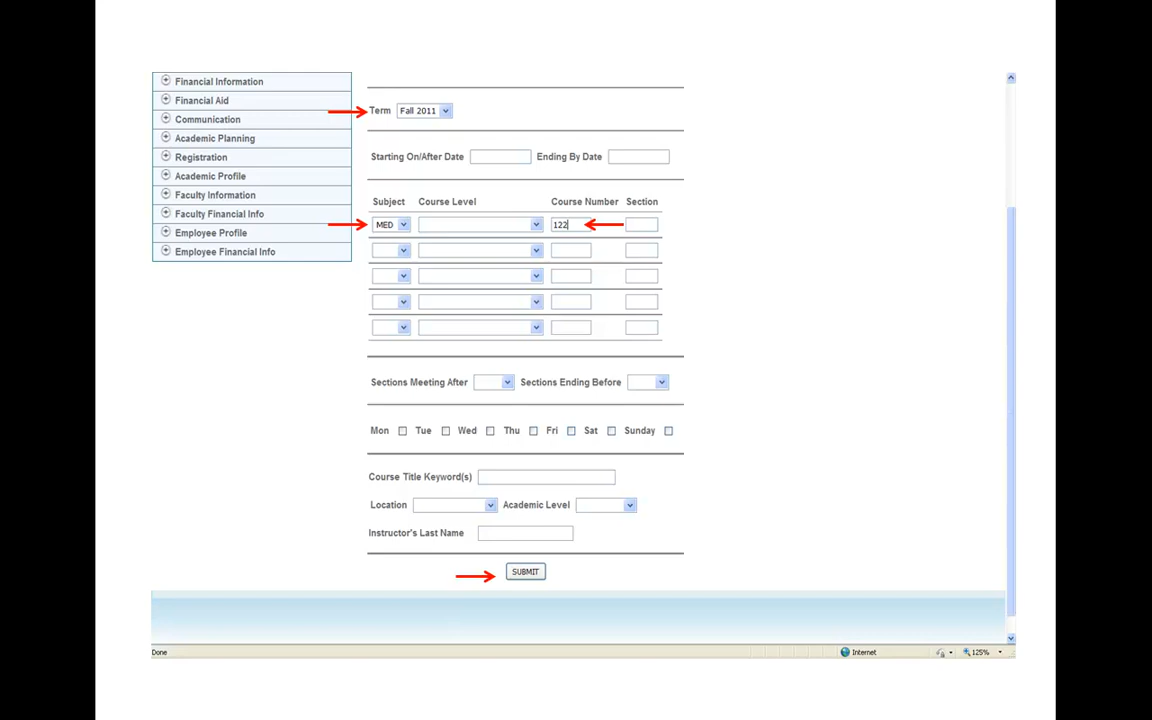 Financial Information
Financial Aid
Communication
Academic Planning
Registration
Academic Profile
Faculty Information
Faculty Financial Info
Employee Profile
Employee Financial Info
Term Fall 2011
Starting On/After Date Ending By Date
Subject Course Level Course Number Section
MED 122
Sections Meeting After Sections Ending Before
Mon Tue Wed Thu Fri Sat Sunday
Course Title Keyword(s)
Location Academic Level
Instructor's Last Name
SUBMIT
Done Internet 125%